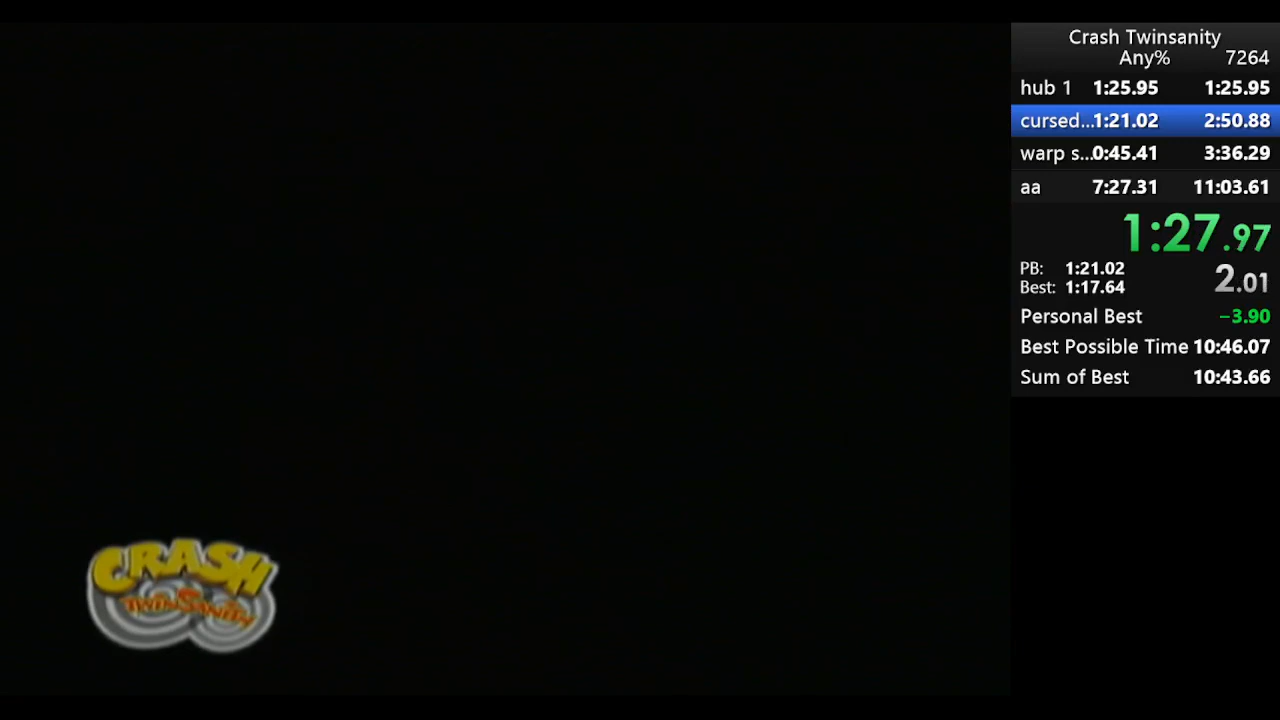 Crash Twinsanity
Any% 7264
hub 1 1:25.95 1:25.95
cursed... 1:21.02 2:50.88
warp s... 0:45.41 3:36.29
aa 7:27.31 11:03.61
1:27.97
PB: 1:21.02
Best: 1:17.64
2.01
Personal Best −3.90
Best Possible Time 10:46.07
Sum of Best 10:43.66
CRASH
TWINSANITY